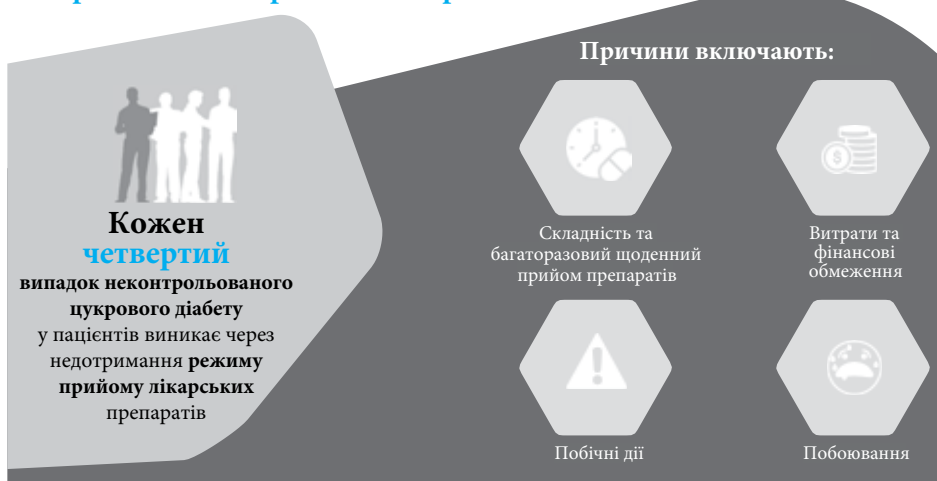 Кожен
четвертий
випадок неконтрольованого
цукрового діабету
у пацієнтів виникає через
недотримання режиму
прийому лікарських
препаратів
Причини включають:
Складність та
багаторазовий щоденний
прийом препаратів
Витрати та
фінансові
обмеження
Побічні дії
Побоювання